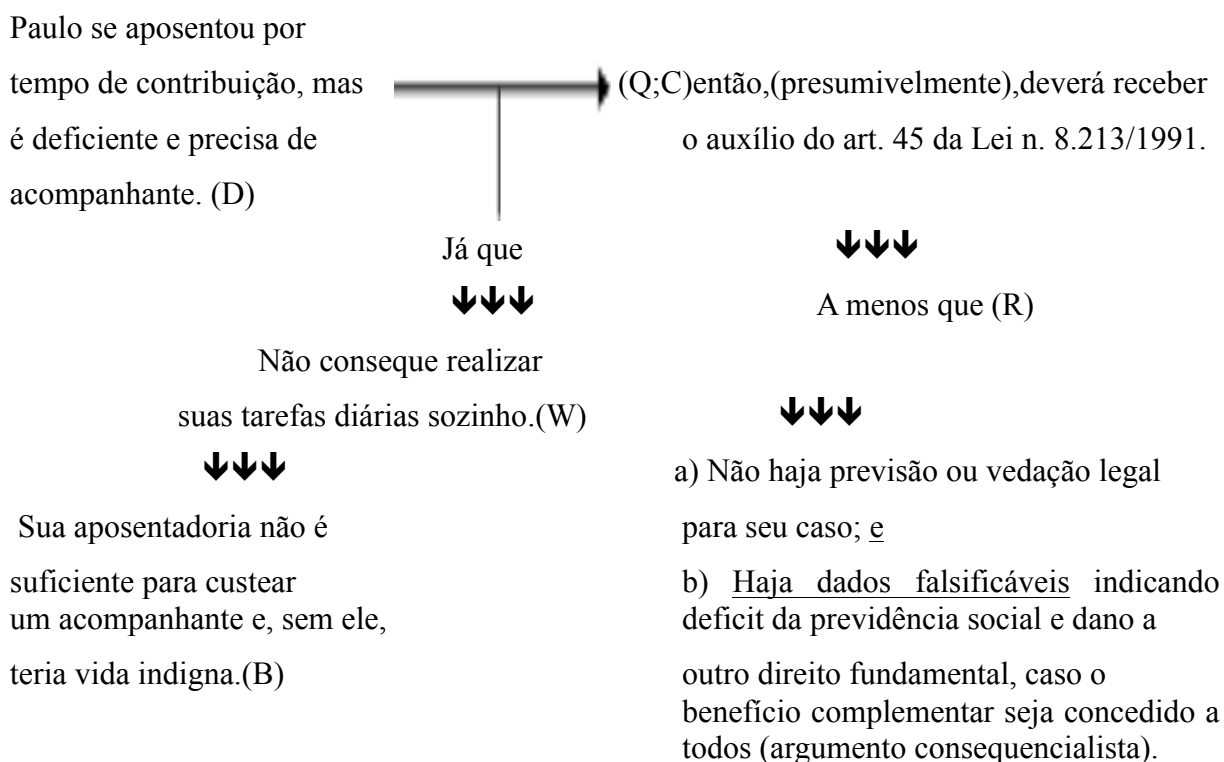 Paulo se aposentou por
tempo de contribuição, mas
é deficiente e precisa de
acompanhante. (D)
(Q;C)então,(presumivelmente),deverá receber
o auxílio do art. 45 da Lei n. 8.213/1991.
Já que
Não conseque realizar
suas tarefas diárias sozinho.(W)
Sua aposentadoria não é
suficiente para custear
um acompanhante e, sem ele,
teria vida indigna.(B)
A menos que (R)
a) Não haja previsão ou vedação legal
para seu caso; e
b) Haja dados falsificáveis indicando
deficit da previdência social e dano a
outro direito fundamental, caso o
benefício complementar seja concedido a
todos (argumento consequencialista).